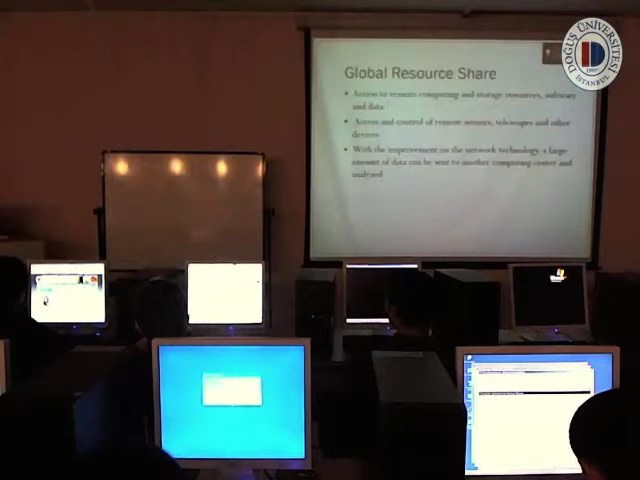 DOĞUŞ ÜNİVERSİTESİ
1997
İSTANBUL
Global Resource Share
• Access to remote computing and storage resources, software
and data
• Access and control of remote sensors, telescopes and other
devices
• With the improvement on the network technology, a large
amount of data can be sent to another computing center and
analyzed